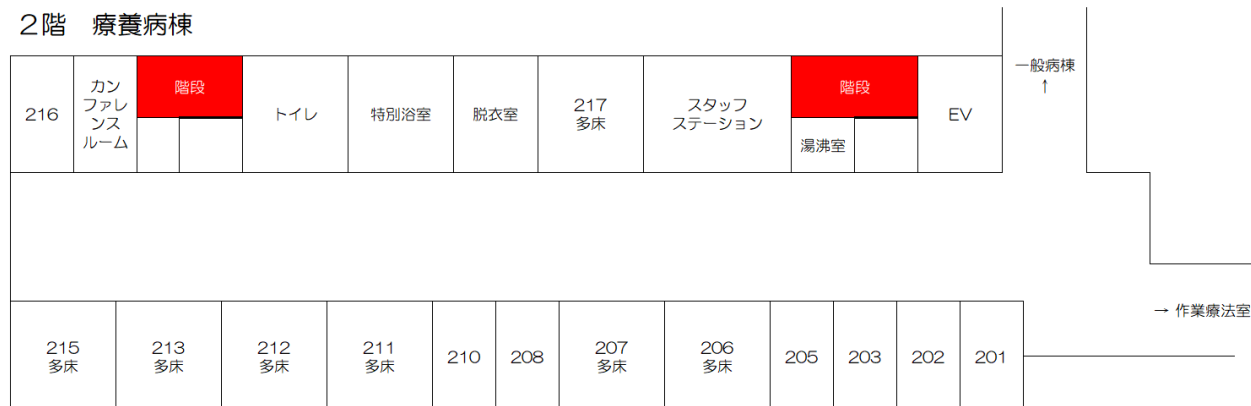 2階 療養病棟
一般病棟
↑
216
カン
ファレ
ンス
ルーム
階段
トイレ
特別浴室
脱衣室
217
多床
スタッフ
ステーション
階段
湯沸室
EV
→ 作業療法室
215
多床
213
多床
212
多床
211
多床
210
208
207
多床
206
多床
205
203
202
201